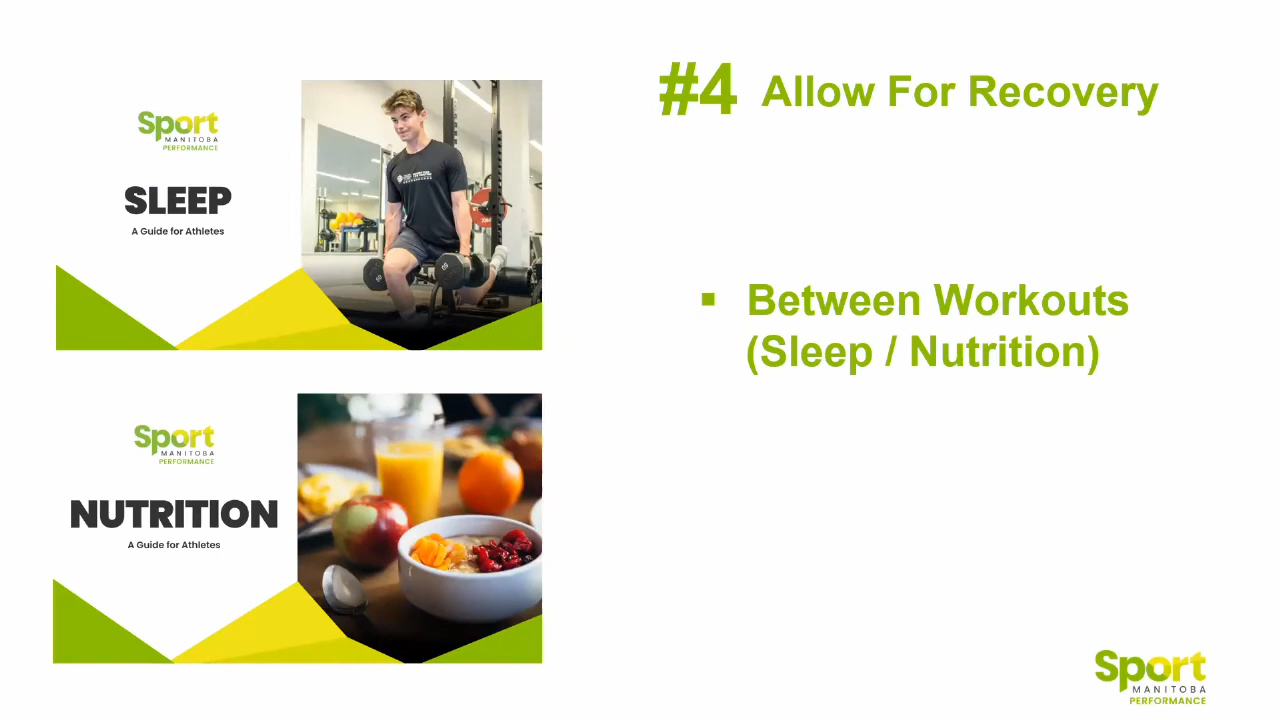 Sport
MANITOBA
PERFORMANCE
SLEEP
A Guide for Athletes
Sport
MANITOBA
PERFORMANCE
NUTRITION
A Guide for Athletes
#4 Allow For Recovery
▪ Between Workouts
(Sleep / Nutrition)
Sport
MANITOBA
PERFORMANCE